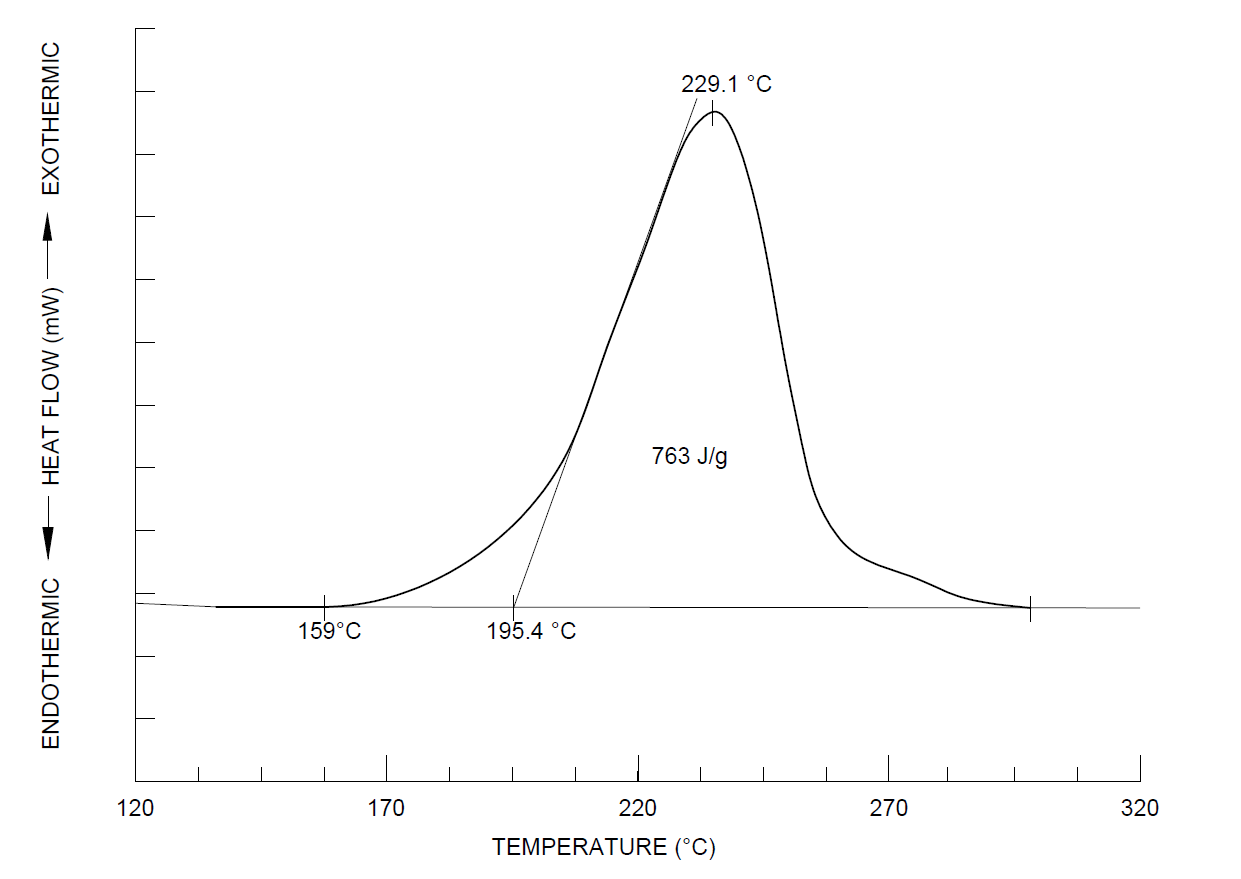 EXOTHERMIC
HEAT FLOW (mW)
ENDOTHERMIC
229.1 °C
763 J/g
159°C
195.4 °C
120 170 220 270 320
TEMPERATURE (°C)